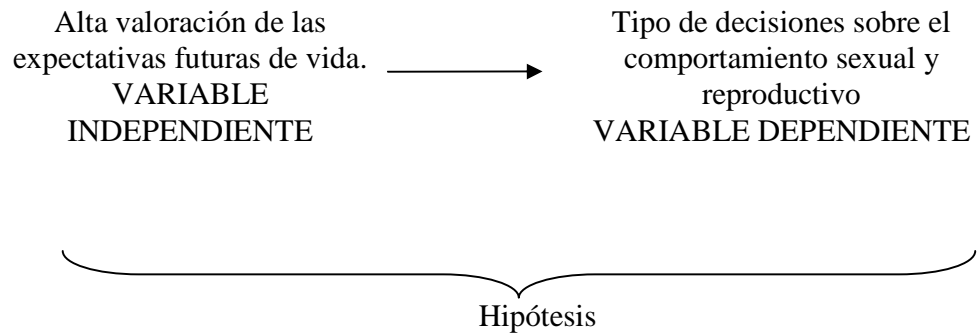 Alta valoración de las
expectativas futuras de vida.
VARIABLE
INDEPENDIENTE
Tipo de decisiones sobre el
comportamiento sexual y
reproductivo
VARIABLE DEPENDIENTE
Hipótesis